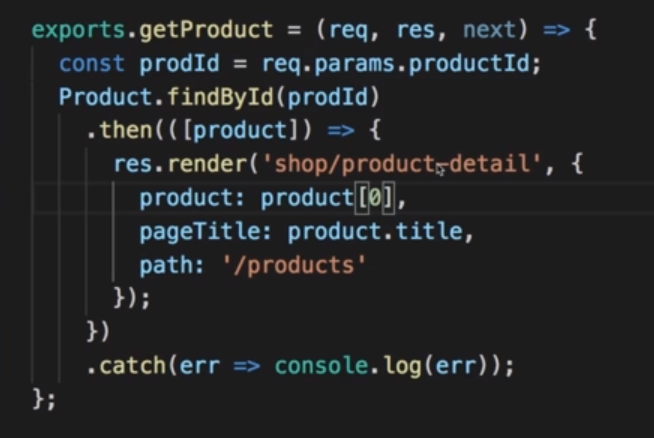 exports.getProduct = (req, res, next) => {
  const prodId = req.params.productId;
  Product.findById(prodId)
    .then(([product]) => {
      res.render('shop/product-detail', {
        product: product[0],
        pageTitle: product.title,
        path: '/products'
      });
    })
    .catch(err => console.log(err));
};